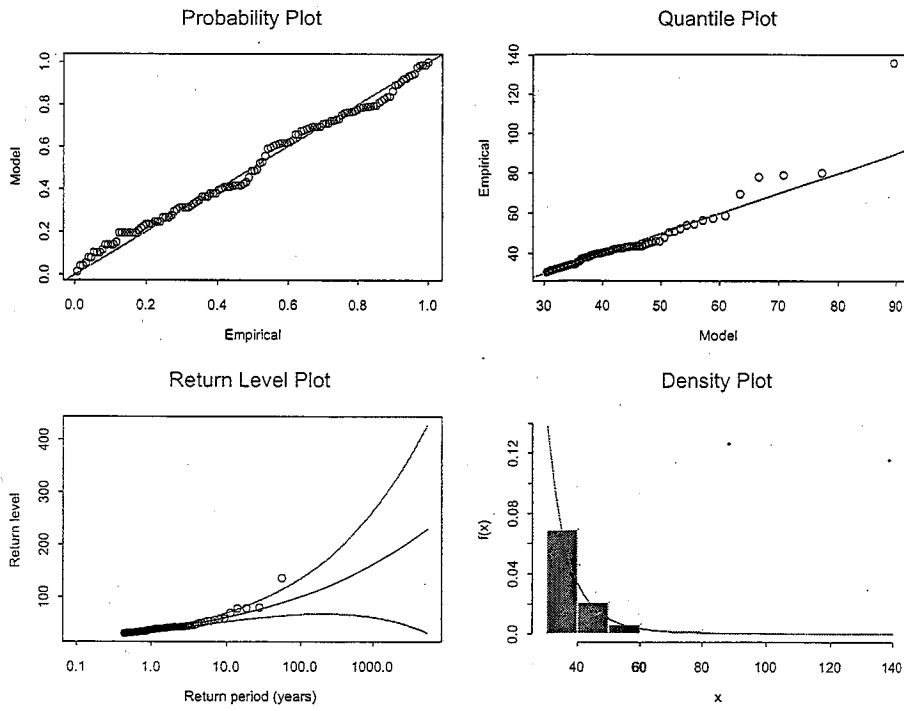 Probability Plot
Model
0.0 0.2 0.4 0.6 0.8 1.0
0.0 0.2 0.4 0.6 0.8 1.0
Empirical
Quantile Plot
Empirical
40 60 80 100 120 140
30 40 50 60 70 80 90
Model
Return Level Plot
Return level
100 200 300 400
0.1 1.0 10.0 100.0 1000.0
Return period (years)
Density Plot
f(x)
0.0 0.04 0.08 0.12
40 60 80 100 120 140
x